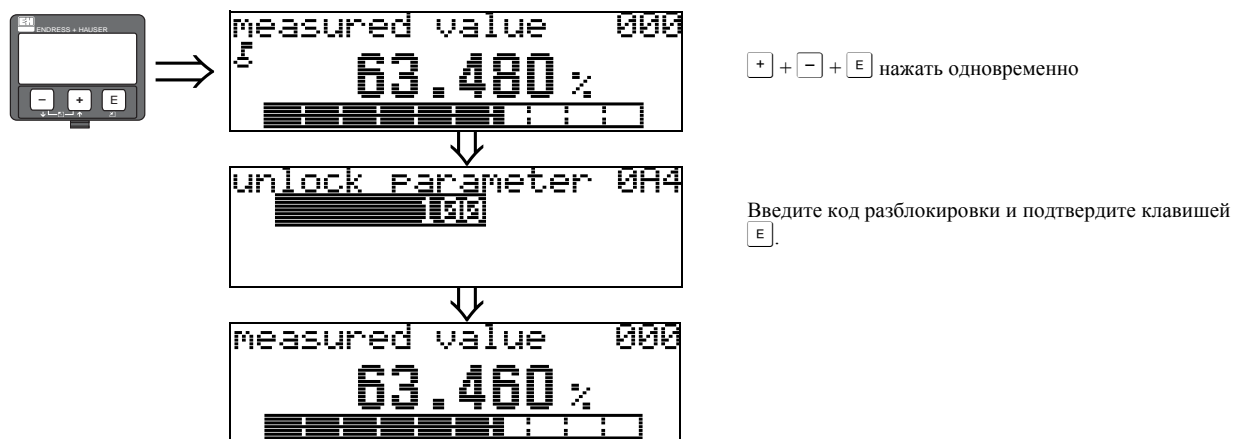 E+H
ENDRESS + HAUSER
- + E
measured value 000
63.480 %
+ + - + E нажать одновременно
unlock parameter 0A4
100
Введите код разблокировки и подтвердите клавишей
E.
measured value 000
63.460 %